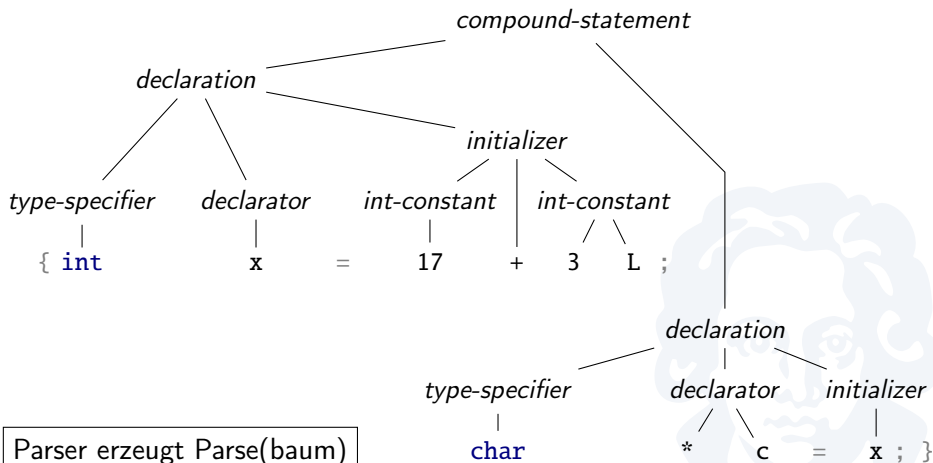 compound-statement
declaration
initializer
type-specifier declarator int-constant int-constant
{ int x = 17 + 3 L ;
declaration
type-specifier declarator initializer
Parser erzeugt Parse(baum) char * c = x ; }